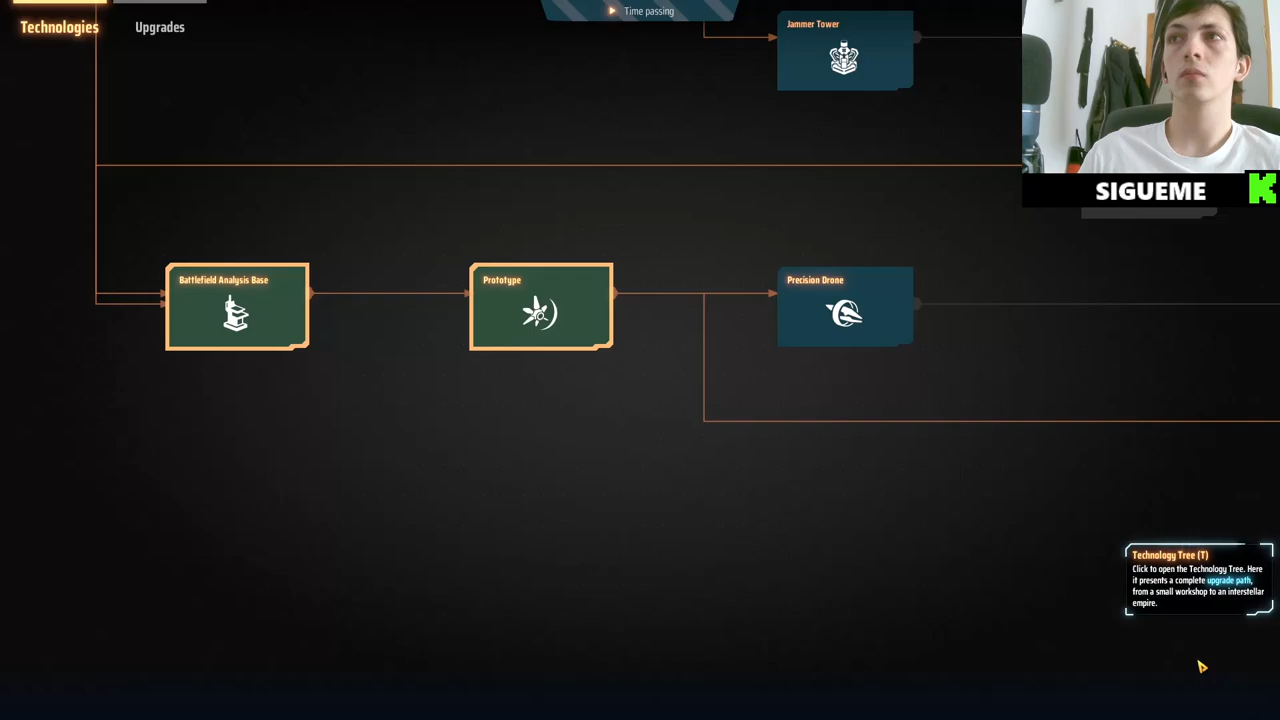 Technologies
Upgrades
Time passing
Jammer Tower
SIGUEME
Battlefield Analysis Base
Prototype
Precision Drone
Technology Tree (T)
Click to open the Technology Tree. Here
it presents a complete upgrade path,
from a small workshop to an interstellar
empire.